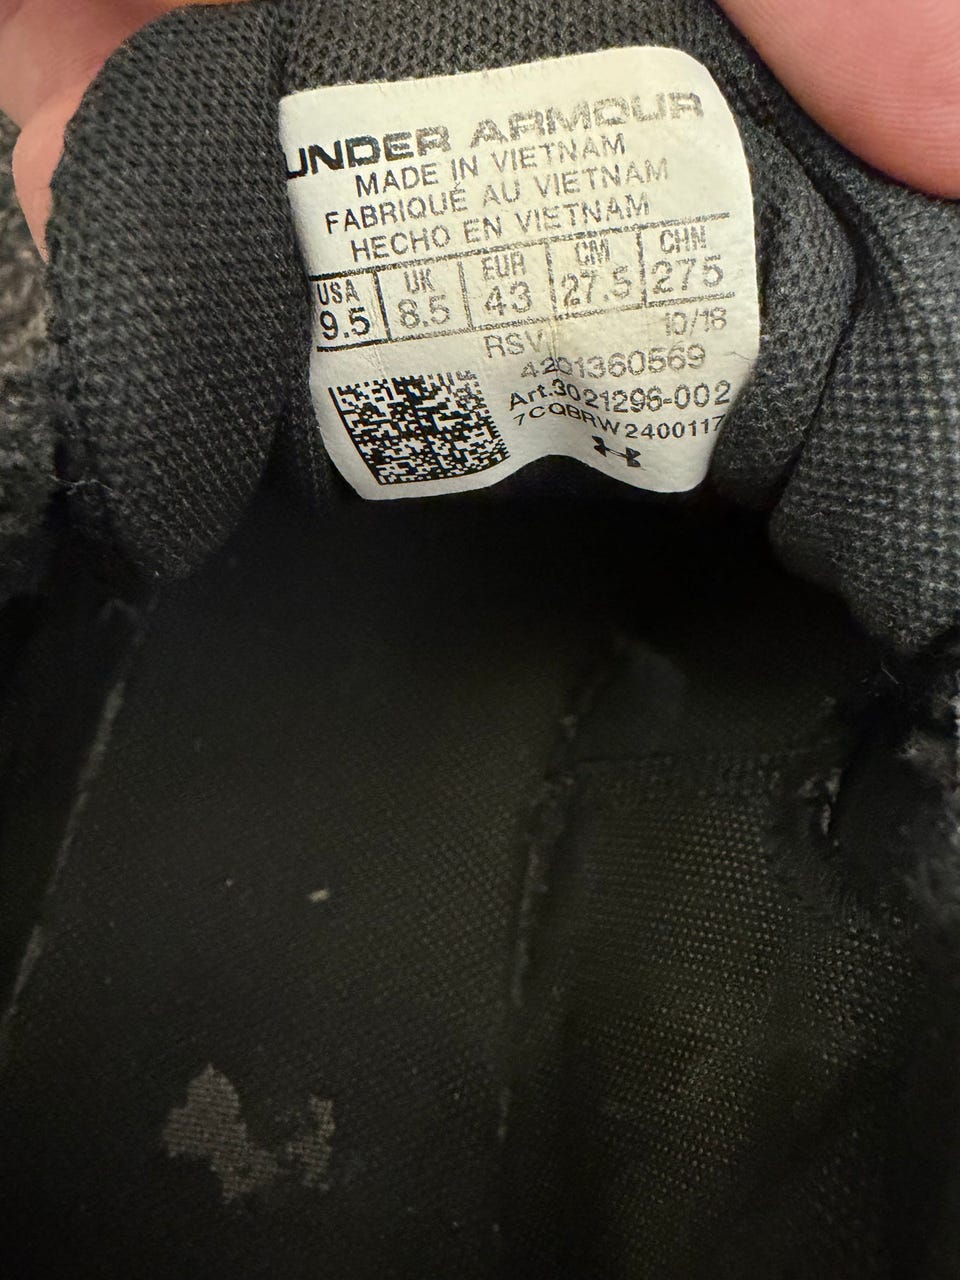 UNDER ARMOUR
MADE IN VIETNAM
FABRIQUÉ AU VIETNAM
HECHO EN VIETNAM
USA UK EUR CM CHN
9.5 8.5 43 27.5 275
RSVI 10/18
4201360569
Art.3021296-002
7CQBRW2400117